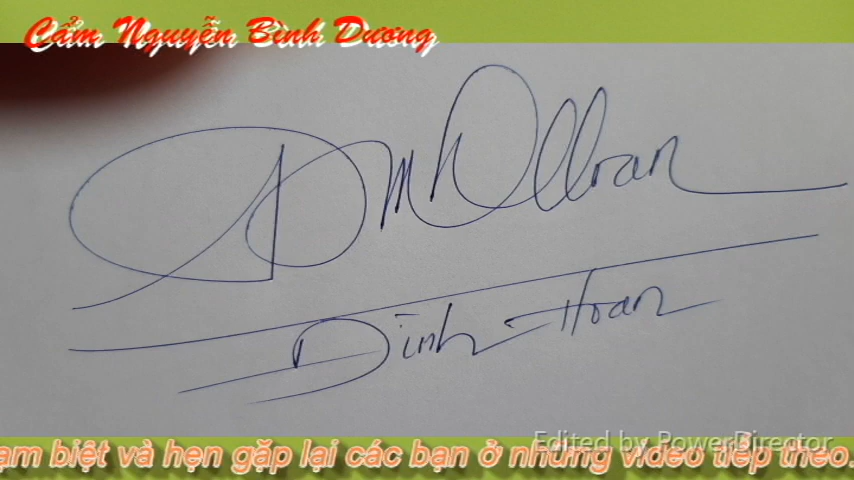 Cẩm Nguyễn Bình Dương
Đình Hoan
Edited by PowerDirector
ạm biệt và hẹn gặp lại các bạn ở những video tiếp theo.